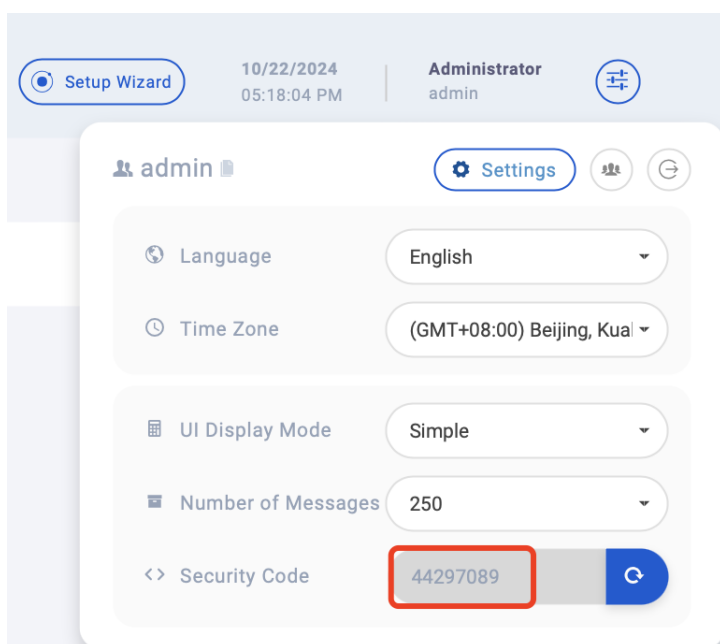 Setup Wizard
10/22/2024
05:18:04 PM
Administrator
admin
admin
Settings
Language
English
Time Zone
(GMT+08:00) Beijing, Kual
UI Display Mode
Simple
Number of Messages
250
Security Code
44297089